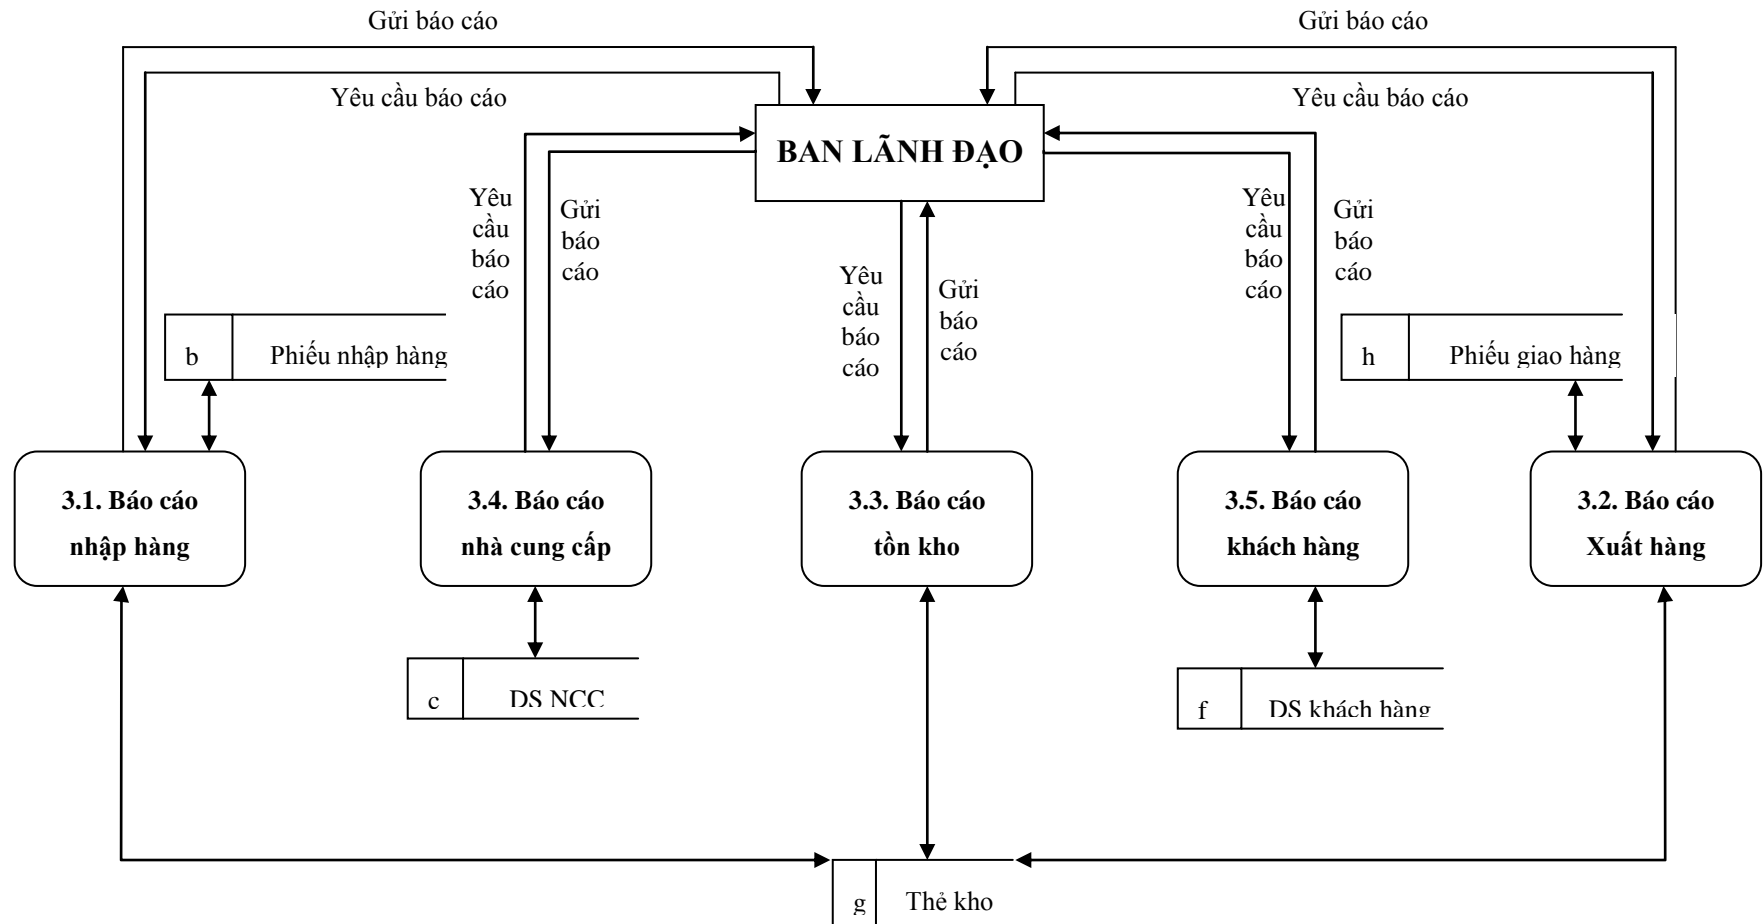 Gửi báo cáo
Gửi báo cáo
Yêu cầu báo cáo
Yêu cầu báo cáo
BAN LÃNH ĐẠO
Yêu
cầu
báo
cáo
Gửi
báo
cáo
Yêu
cầu
báo
cáo
Gửi
báo
cáo
Yêu
cầu
báo
cáo
Gửi
báo
cáo
b
Phiếu nhập hàng
h
Phiếu giao hàng
3.1. Báo cáo
nhập hàng
3.4. Báo cáo
nhà cung cấp
3.3. Báo cáo
tồn kho
3.5. Báo cáo
khách hàng
3.2. Báo cáo
Xuất hàng
c
DS NCC
f
DS khách hàng
g
Thẻ kho